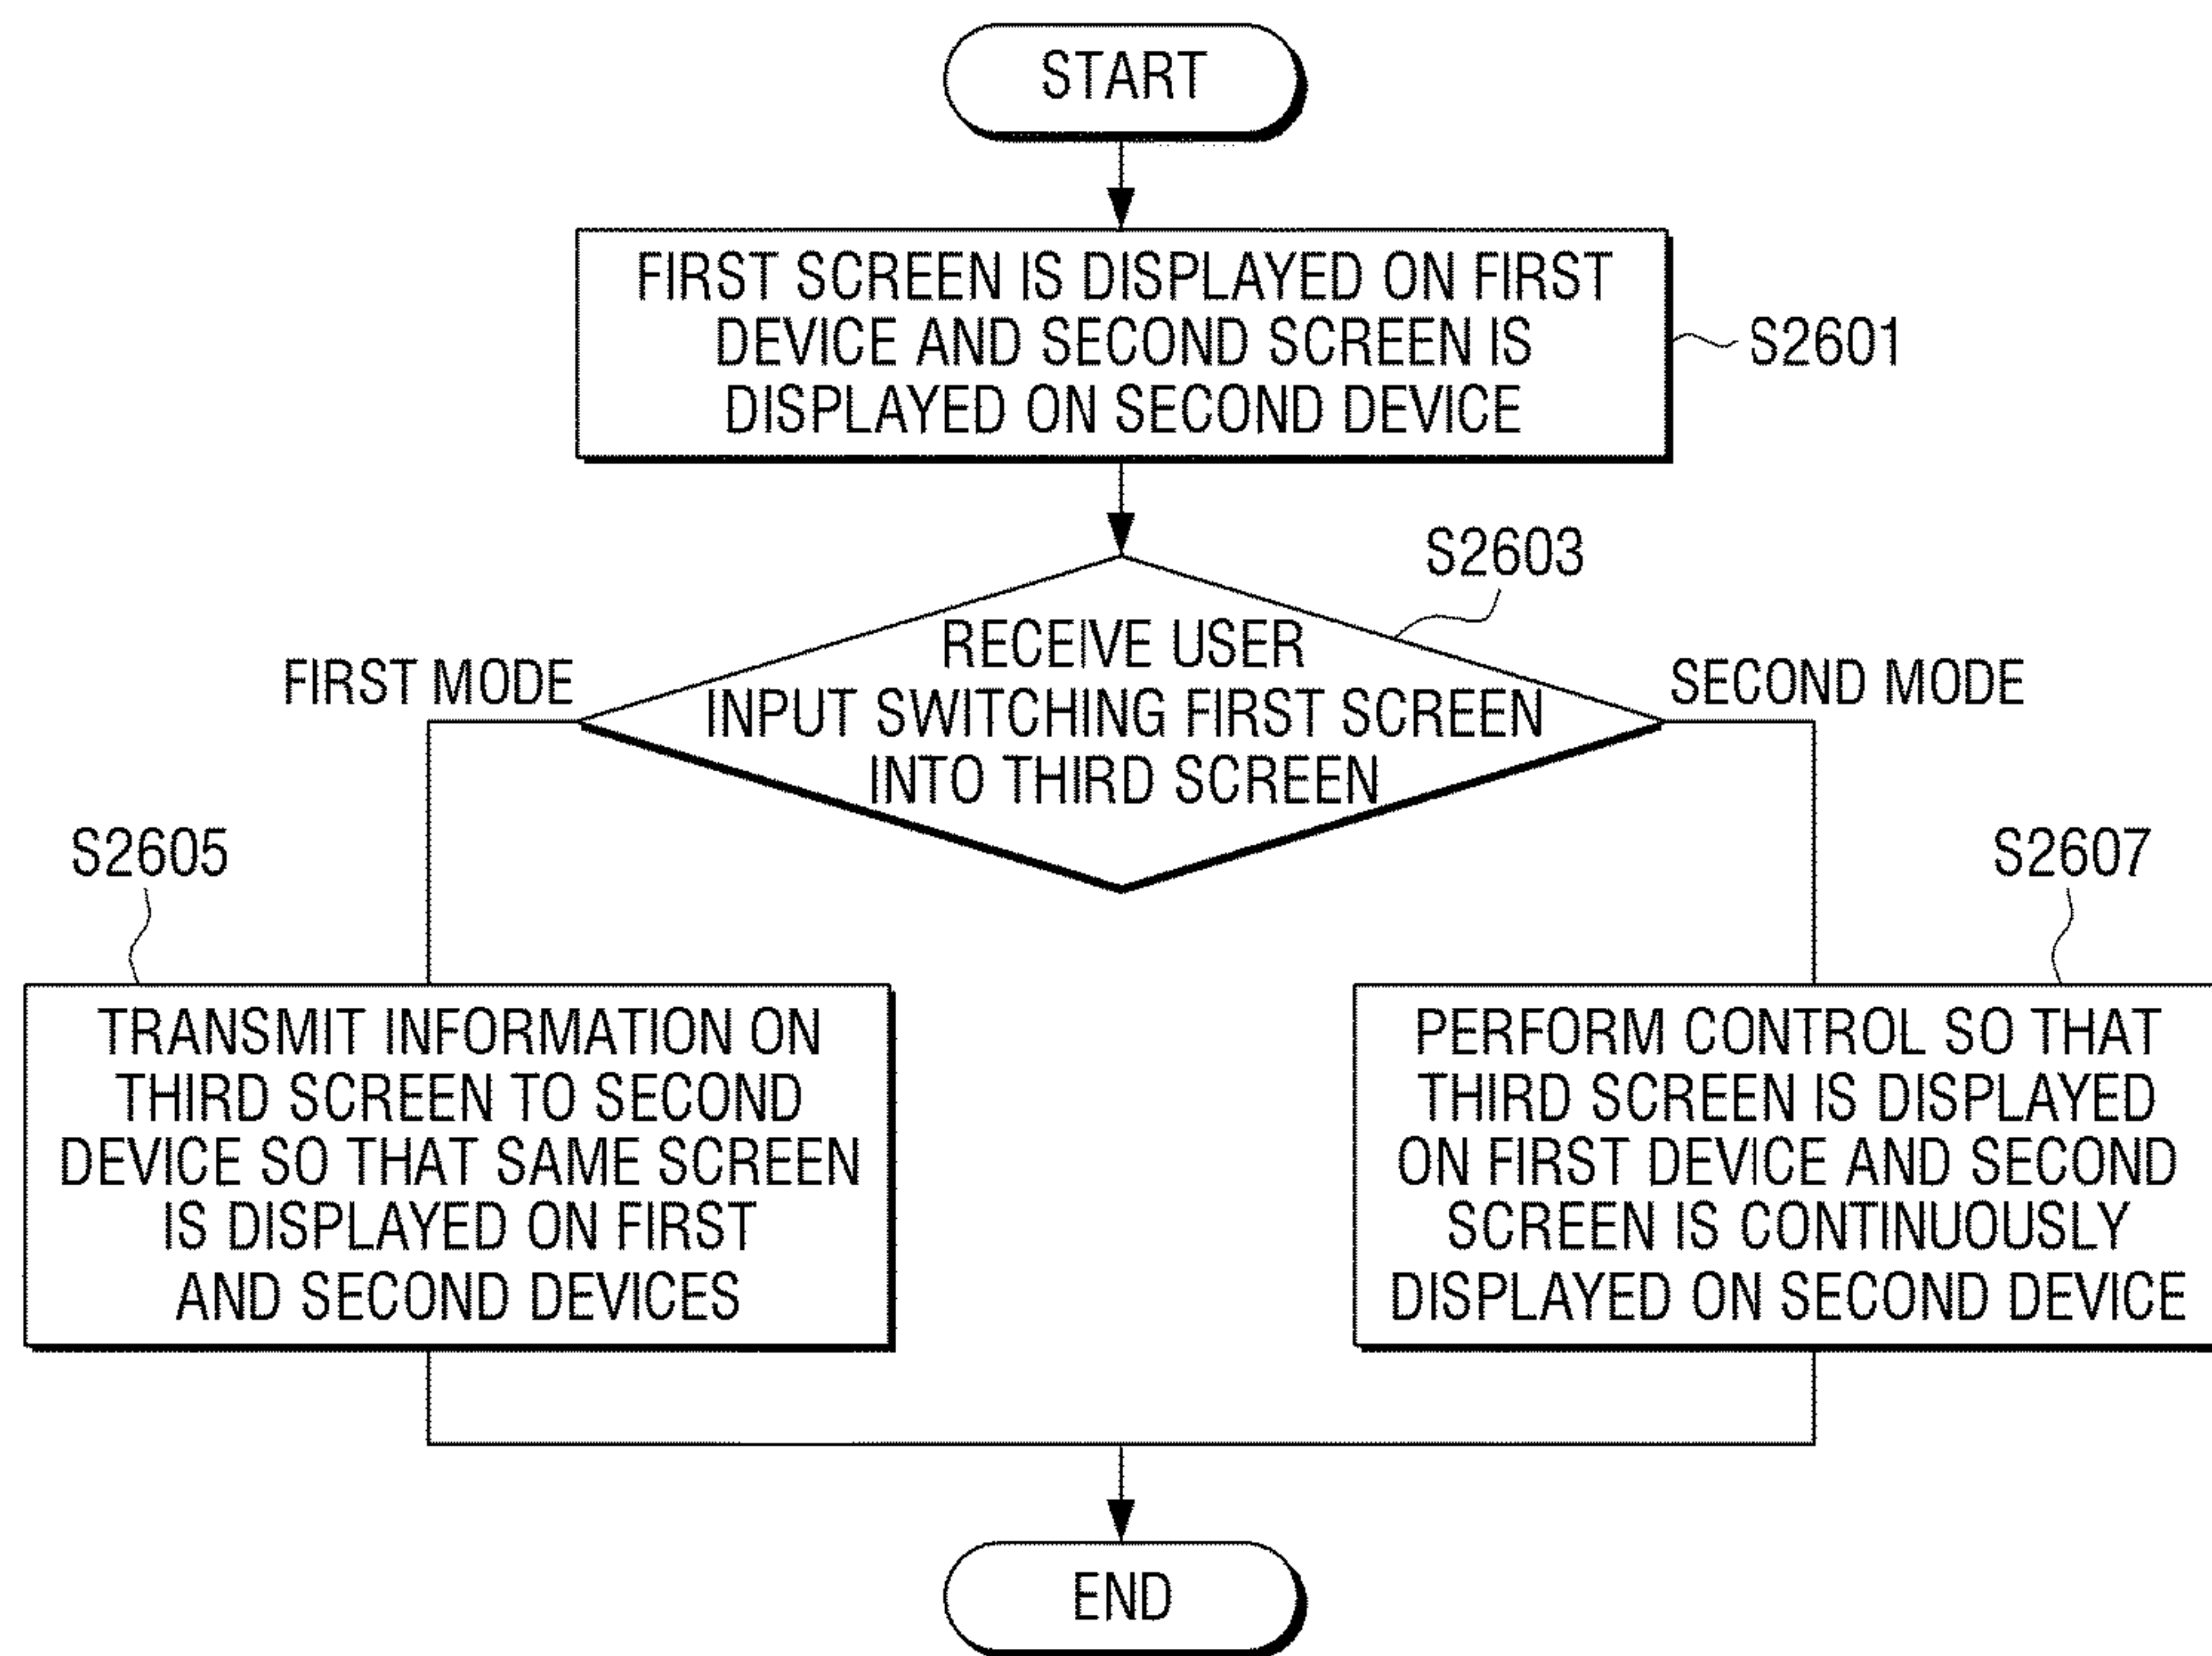 START
FIRST SCREEN IS DISPLAYED ON FIRST
DEVICE AND SECOND SCREEN IS
DISPLAYED ON SECOND DEVICE
S2601
S2603
RECEIVE USER
INPUT SWITCHING FIRST SCREEN
INTO THIRD SCREEN
FIRST MODE
SECOND MODE
S2605
TRANSMIT INFORMATION ON
THIRD SCREEN TO SECOND
DEVICE SO THAT SAME SCREEN
IS DISPLAYED ON FIRST
AND SECOND DEVICES
S2607
PERFORM CONTROL SO THAT
THIRD SCREEN IS DISPLAYED
ON FIRST DEVICE AND SECOND
SCREEN IS CONTINUOUSLY
DISPLAYED ON SECOND DEVICE
END